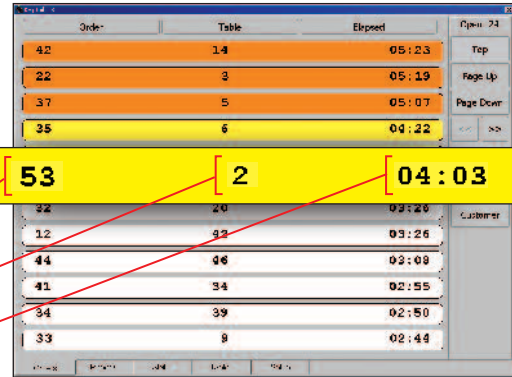 Order Table Elapsed Open: 24
42 14 05:23 Top
22 3 05:19 Page Up
37 5 05:07 Page Down
35 6 04:22 << >>
53 2 04:03
32 20 03:26 Customer
12 42 03:26
44 46 03:09
41 34 02:55
34 39 02:50
33 9 02:44